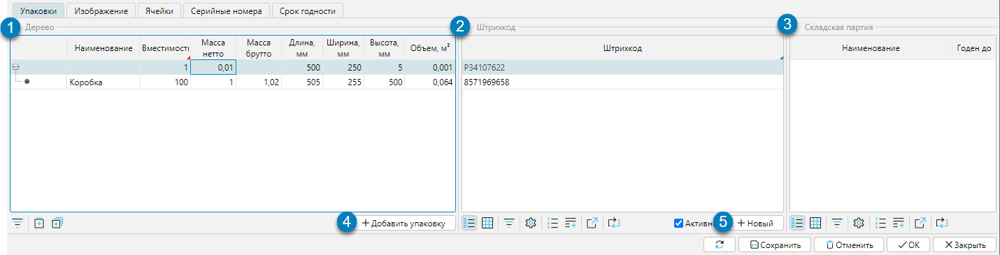 Упаковки Изображение Ячейки Серийные номера Срок годности
1 Дерево 2 Штрихкод 3 Складская партия
Наименование Вместимость Масса нетто Масса брутто Длина, мм Ширина, мм Высота, мм Объем, м³ Штрихкод Наименование Годен до
1 0,01 500 250 5 0,001 P34107622
Коробка 100 1 1,02 505 255 500 0,064 8571969658
4 + Добавить упаковку Активн 5 + Новый
Сохранить Отменить ОК Закрыть